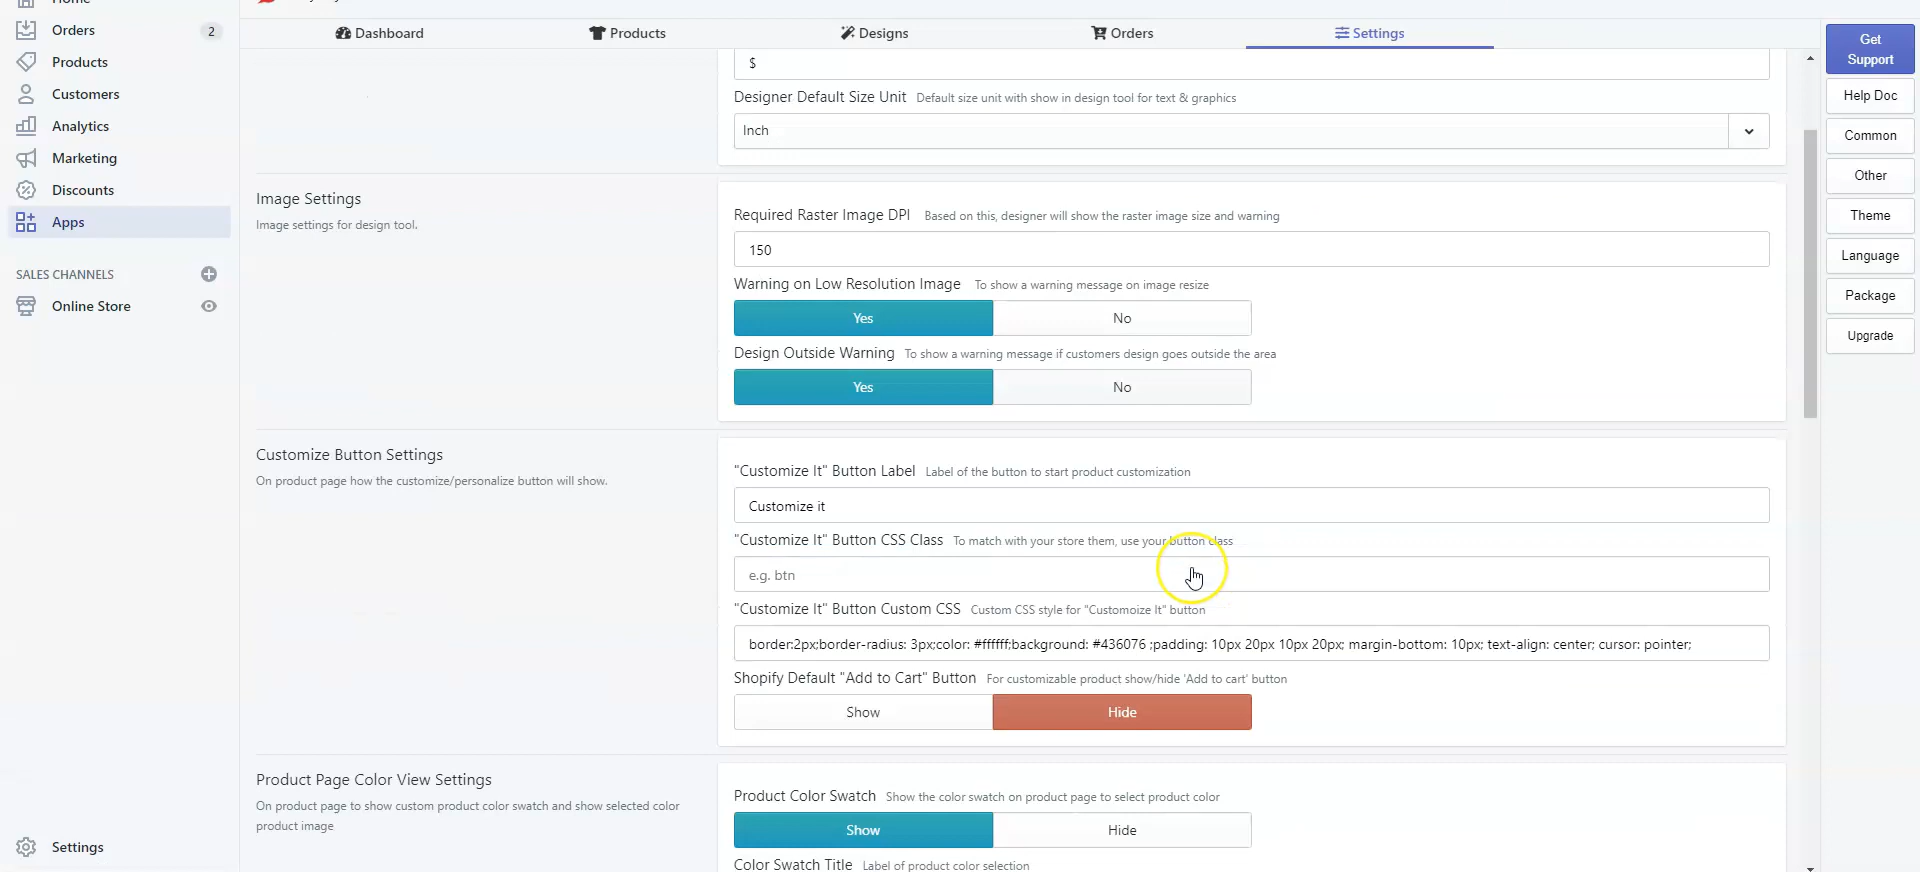 Home
Orders 2
Products
Customers
Analytics
Marketing
Discounts
Apps
SALES CHANNELS
Online Store
Settings
Dashboard
Products
Designs
Orders
Settings
$
Designer Default Size Unit Default size unit with show in design tool for text & graphics
Inch
Image Settings
Image settings for design tool.
Required Raster Image DPI Based on this, designer will show the raster image size and warning
150
Warning on Low Resolution Image To show a warning message on image resize
Yes No
Design Outside Warning To show a warning message if customers design goes outside the area
Yes No
Customize Button Settings
On product page how the customize/personalize button will show.
"Customize It" Button Label Label of the button to start product customization
Customize it
"Customize It" Button CSS Class To match with your store them, use your button class
e.g. btn
"Customize It" Button Custom CSS Custom CSS style for "Customoize It" button
border:2px;border-radius: 3px;color: #ffffff;background: #436076 ;padding: 10px 20px 10px 20px; margin-bottom: 10px; text-align: center; cursor: pointer;
Shopify Default "Add to Cart" Button For customizable product show/hide 'Add to cart' button
Show Hide
Product Page Color View Settings
On product page to show custom product color swatch and show selected color
product image
Product Color Swatch Show the color swatch on product page to select product color
Show Hide
Color Swatch Title Label of product color selection
Get
Support
Help Doc
Common
Other
Theme
Language
Package
Upgrade